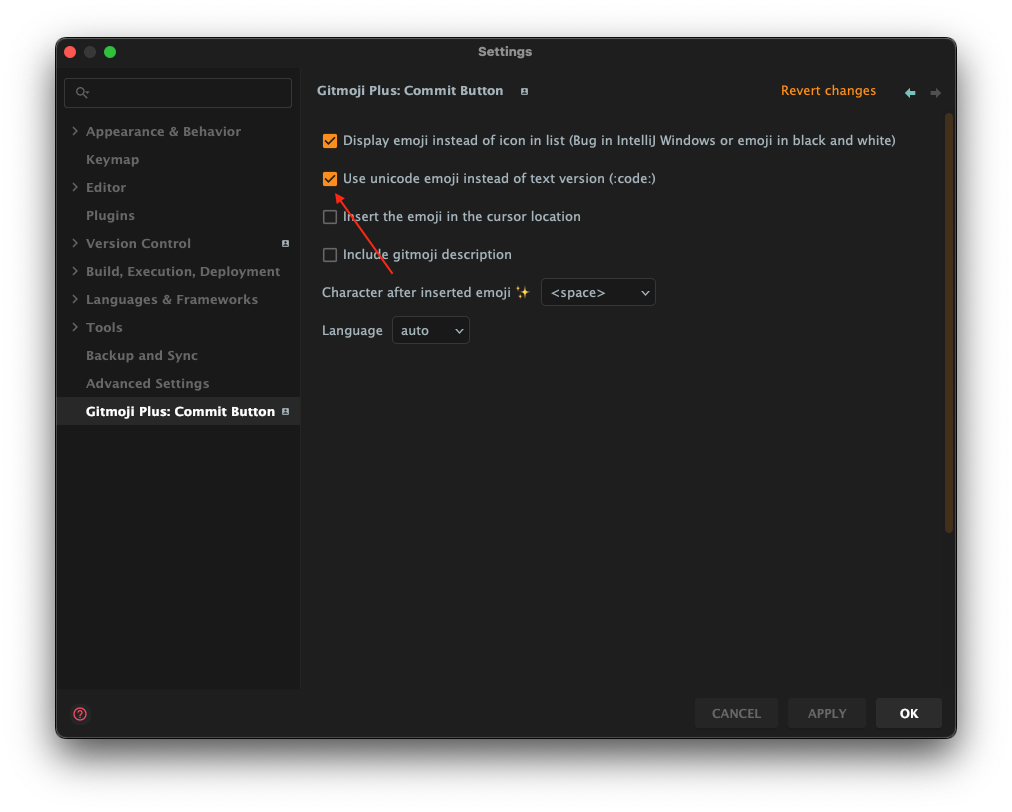 Settings
Gitmoji Plus: Commit Button
Revert changes
Appearance & Behavior
Keymap
Editor
Plugins
Version Control
Build, Execution, Deployment
Languages & Frameworks
Tools
Backup and Sync
Advanced Settings
Gitmoji Plus: Commit Button
Display emoji instead of icon in list (Bug in IntelliJ Windows or emoji in black and white)
Use unicode emoji instead of text version (:code:)
Insert the emoji in the cursor location
Include gitmoji description
Character after inserted emoji ✨ <space>
Language auto
?
CANCEL APPLY OK